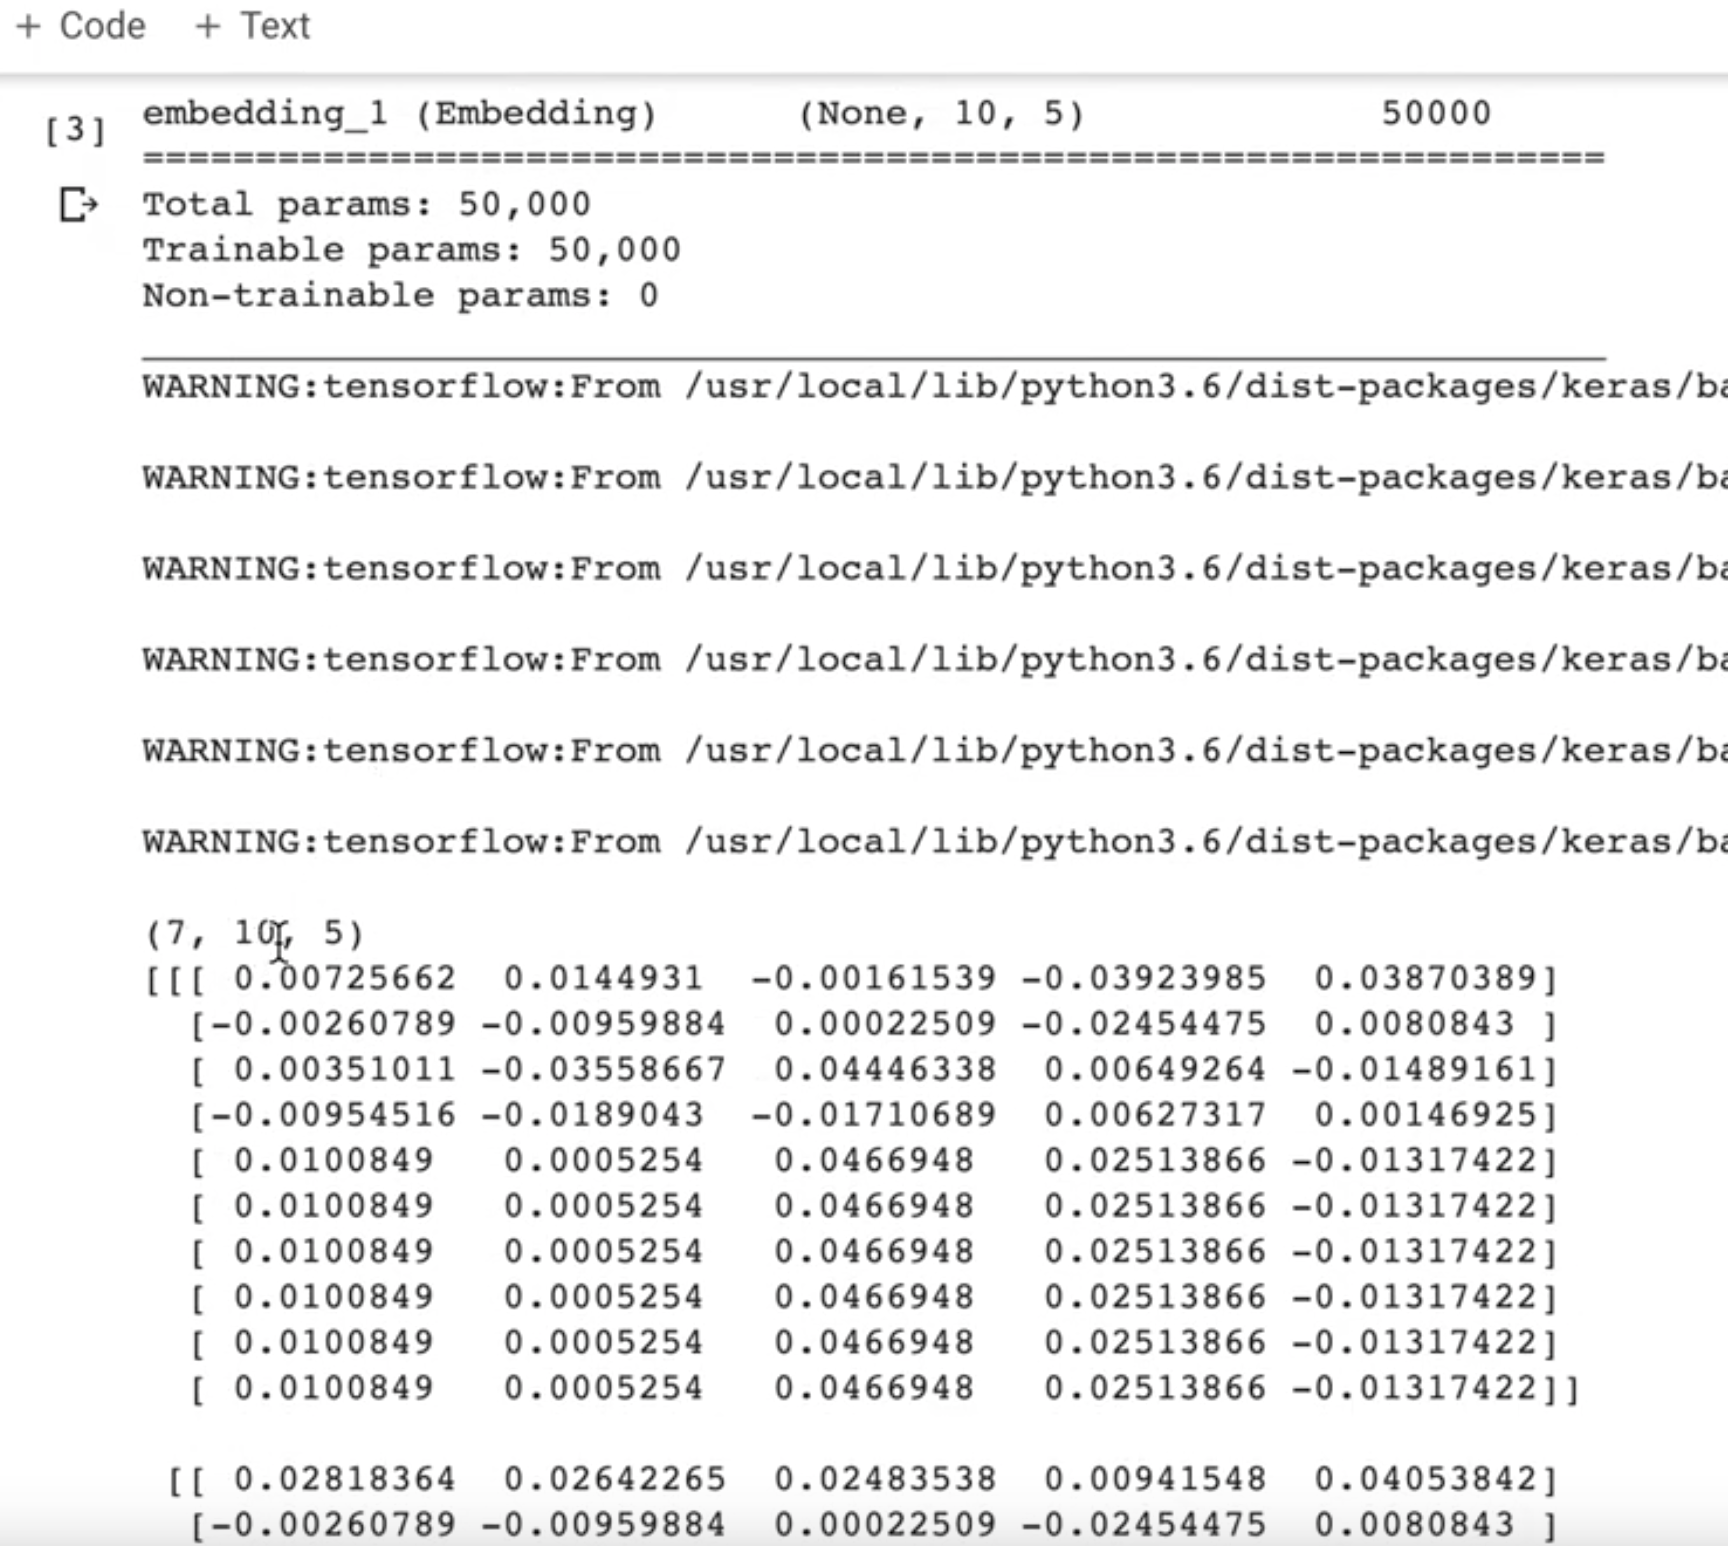 + Code + Text
[3] embedding_1 (Embedding) (None, 10, 5) 50000
=================================================================
Total params: 50,000
Trainable params: 50,000
Non-trainable params: 0
_________________________________________________________________
WARNING:tensorflow:From /usr/local/lib/python3.6/dist-packages/keras/ba
WARNING:tensorflow:From /usr/local/lib/python3.6/dist-packages/keras/ba
WARNING:tensorflow:From /usr/local/lib/python3.6/dist-packages/keras/ba
WARNING:tensorflow:From /usr/local/lib/python3.6/dist-packages/keras/ba
WARNING:tensorflow:From /usr/local/lib/python3.6/dist-packages/keras/ba
WARNING:tensorflow:From /usr/local/lib/python3.6/dist-packages/keras/ba
(7, 10, 5)
[[[ 0.00725662 0.0144931 -0.00161539 -0.03923985 0.03870389]
[-0.00260789 -0.00959884 0.00022509 -0.02454475 0.0080843 ]
[ 0.00351011 -0.03558667 0.04446338 0.00649264 -0.01489161]
[-0.00954516 -0.0189043 -0.01710689 0.00627317 0.00146925]
[ 0.0100849 0.0005254 0.0466948 0.02513866 -0.01317422]
[ 0.0100849 0.0005254 0.0466948 0.02513866 -0.01317422]
[ 0.0100849 0.0005254 0.0466948 0.02513866 -0.01317422]
[ 0.0100849 0.0005254 0.0466948 0.02513866 -0.01317422]
[ 0.0100849 0.0005254 0.0466948 0.02513866 -0.01317422]
[ 0.0100849 0.0005254 0.0466948 0.02513866 -0.01317422]]
[[ 0.02818364 0.02642265 0.02483538 0.00941548 0.04053842]
[-0.00260789 -0.00959884 0.00022509 -0.02454475 0.0080843 ]